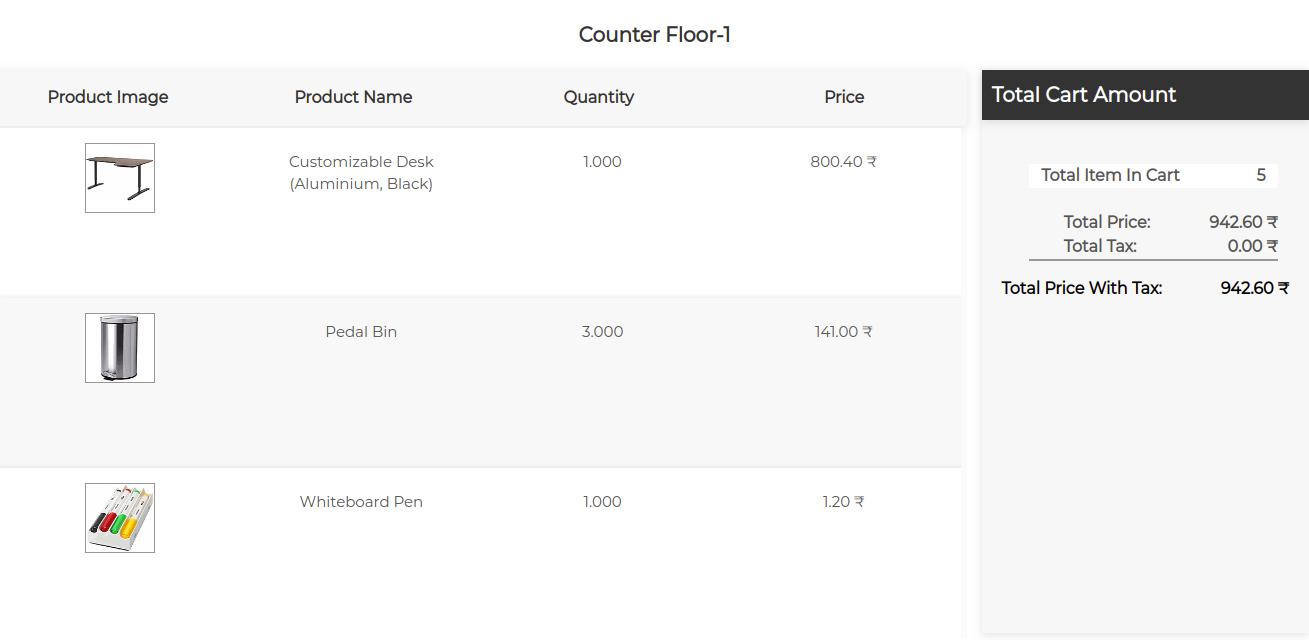 Counter Floor-1
Product Image Product Name Quantity Price
Customizable Desk 1.000 800.40 ₹
(Aluminium, Black)
Pedal Bin 3.000 141.00 ₹
Whiteboard Pen 1.000 1.20 ₹
Total Cart Amount
Total Item In Cart 5
Total Price: 942.60 ₹
Total Tax: 0.00 ₹
Total Price With Tax: 942.60 ₹